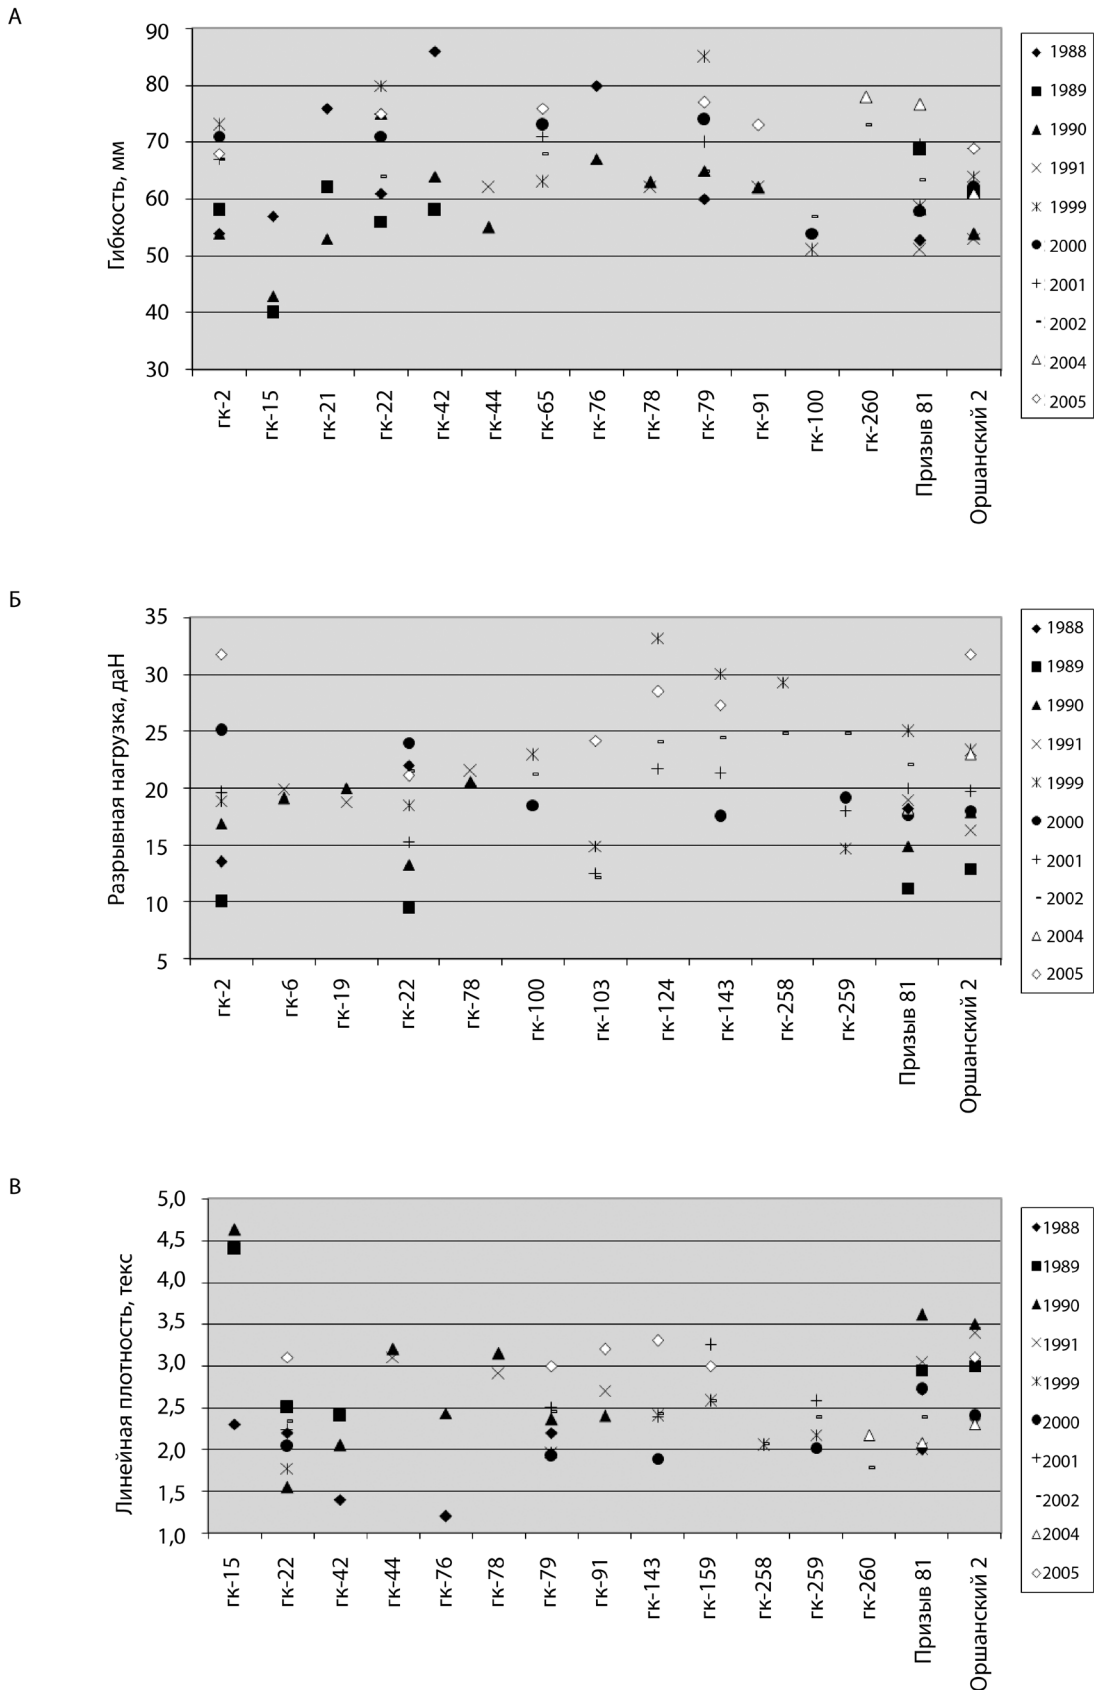 А
Гибкость, мм
90
80
70
60
50
40
30
гк-2
гк-15
гк-21
гк-22
гк-42
гк-44
гк-65
гк-76
гк-78
гк-79
гк-91
гк-100
гк-260
Призыв 81
Оршанский 2
1988
1989
1990
1991
1999
2000
2001
2002
2004
2005
Б
Разрывная нагрузка, даН
35
30
25
20
15
10
5
гк-2
гк-6
гк-19
гк-22
гк-78
гк-100
гк-103
гк-124
гк-143
гк-258
гк-259
Призыв 81
Оршанский 2
1988
1989
1990
1991
1999
2000
2001
2002
2004
2005
В
Линейная плотность, текс
5,0
4,5
4,0
3,5
3,0
2,5
2,0
1,5
1,0
гк-15
гк-22
гк-42
гк-44
гк-76
гк-78
гк-79
гк-91
гк-143
гк-159
гк-258
гк-259
гк-260
Призыв 81
Оршанский 2
1988
1989
1990
1991
1999
2000
2001
2002
2004
2005